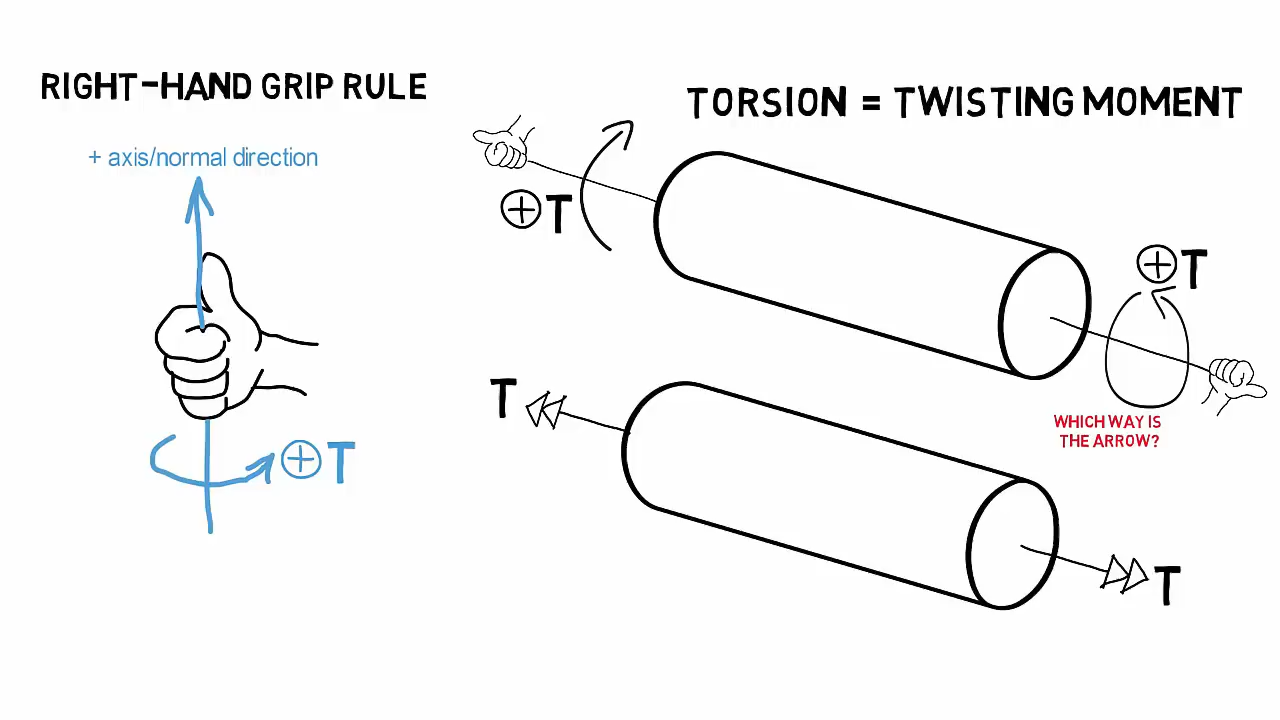 RIGHT-HAND GRIP RULE
+ axis/normal direction
⊕T
TORSION = TWISTING MOMENT
⊕T
⊕T
WHICH WAY IS
THE ARROW?
T
T